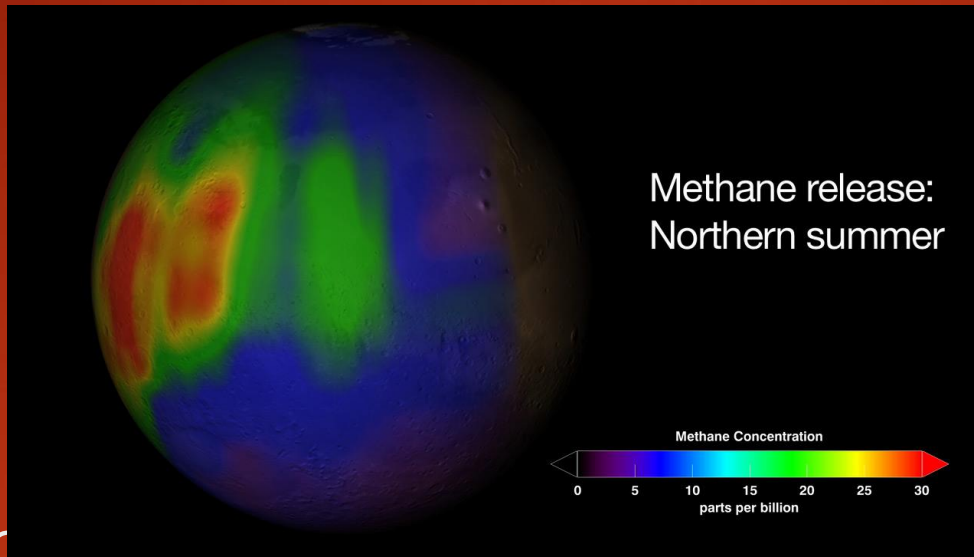 Methane release:
Northern summer
Methane Concentration
0 5 10 15 20 25 30
parts per billion